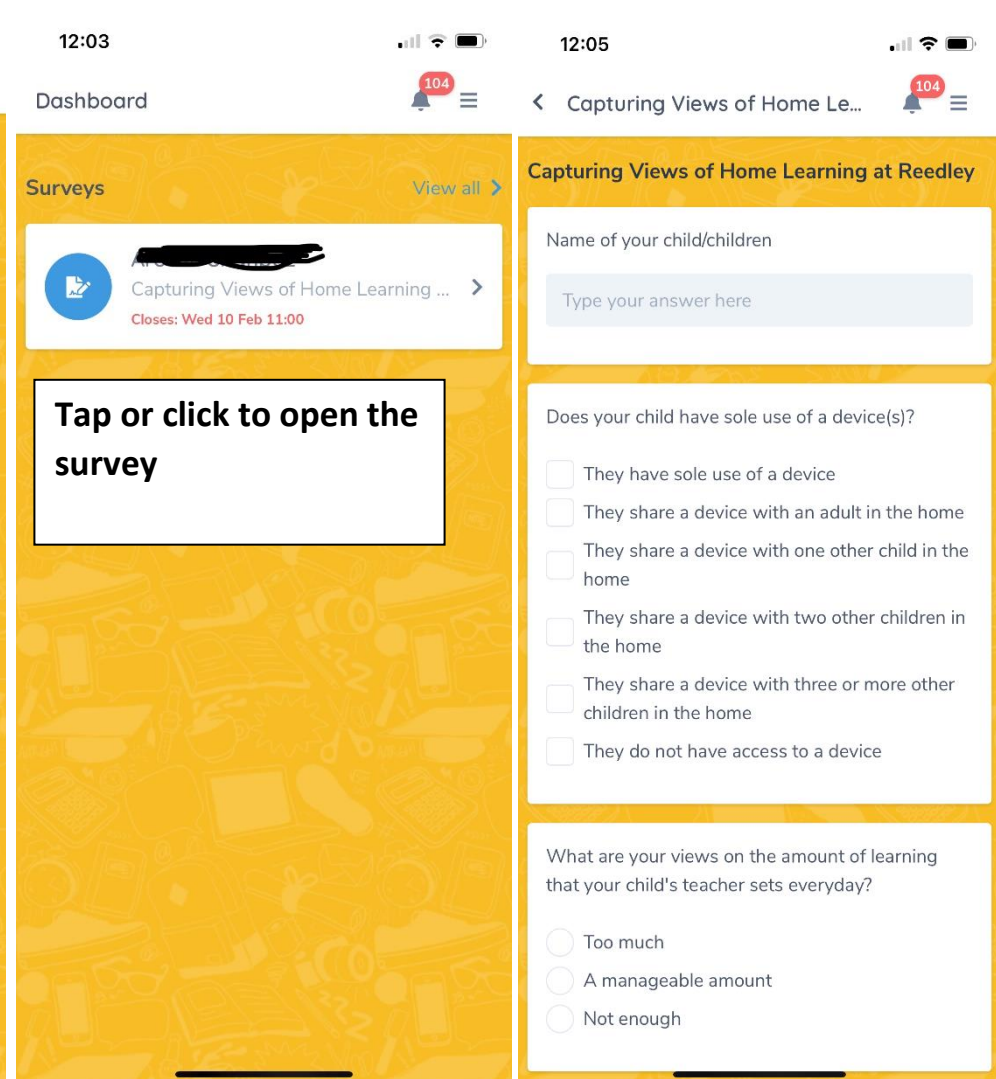 12:03
Dashboard
104
Surveys
View all
Capturing Views of Home Learning ...
Closes: Wed 10 Feb 11:00
Tap or click to open the
survey
12:05
Capturing Views of Home Le...
104
Capturing Views of Home Learning at Reedley
Name of your child/children
Type your answer here
Does your child have sole use of a device(s)?
They have sole use of a device
They share a device with an adult in the home
They share a device with one other child in the
home
They share a device with two other children in
the home
They share a device with three or more other
children in the home
They do not have access to a device
What are your views on the amount of learning
that your child's teacher sets everyday?
Too much
A manageable amount
Not enough